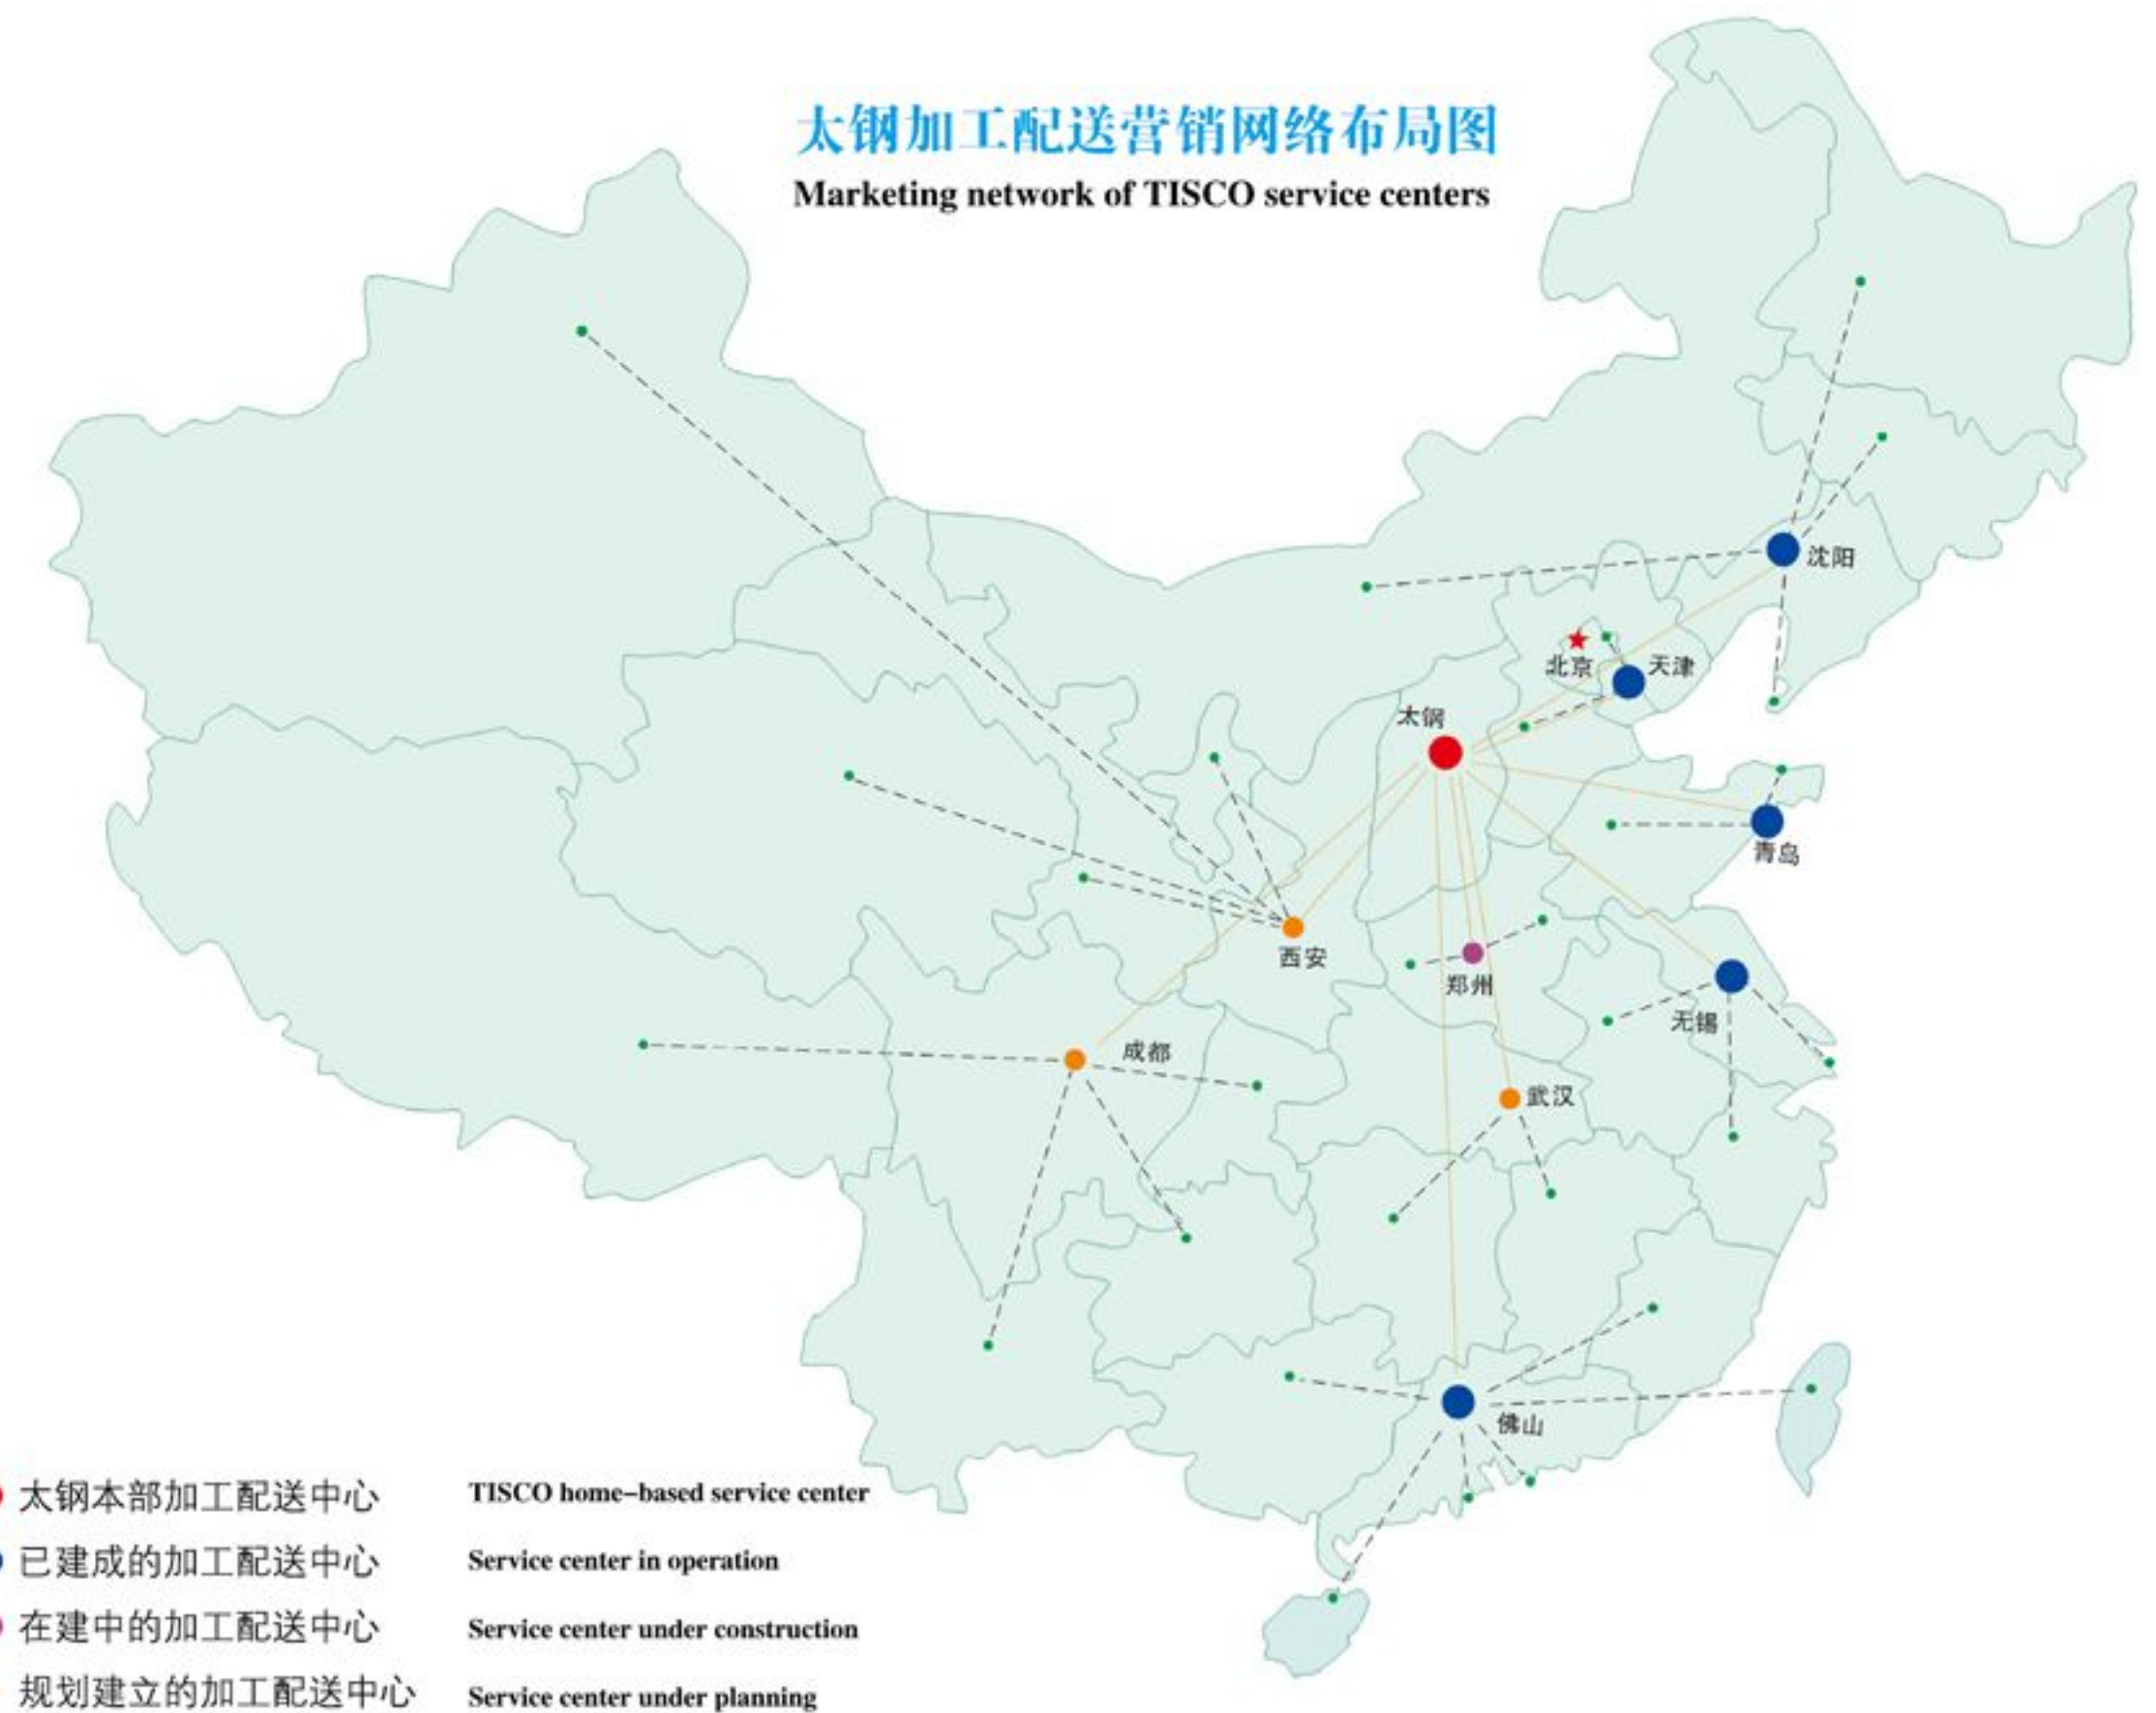 太钢加工配送营销网络布局图
Marketing network of TISCO service centers
沈阳
北京
天津
太钢
青岛
西安
郑州
无锡
成都
武汉
佛山
太钢本部加工配送中心 TISCO home-based service center
已建成的加工配送中心 Service center in operation
在建中的加工配送中心 Service center under construction
规划建立的加工配送中心 Service center under planning